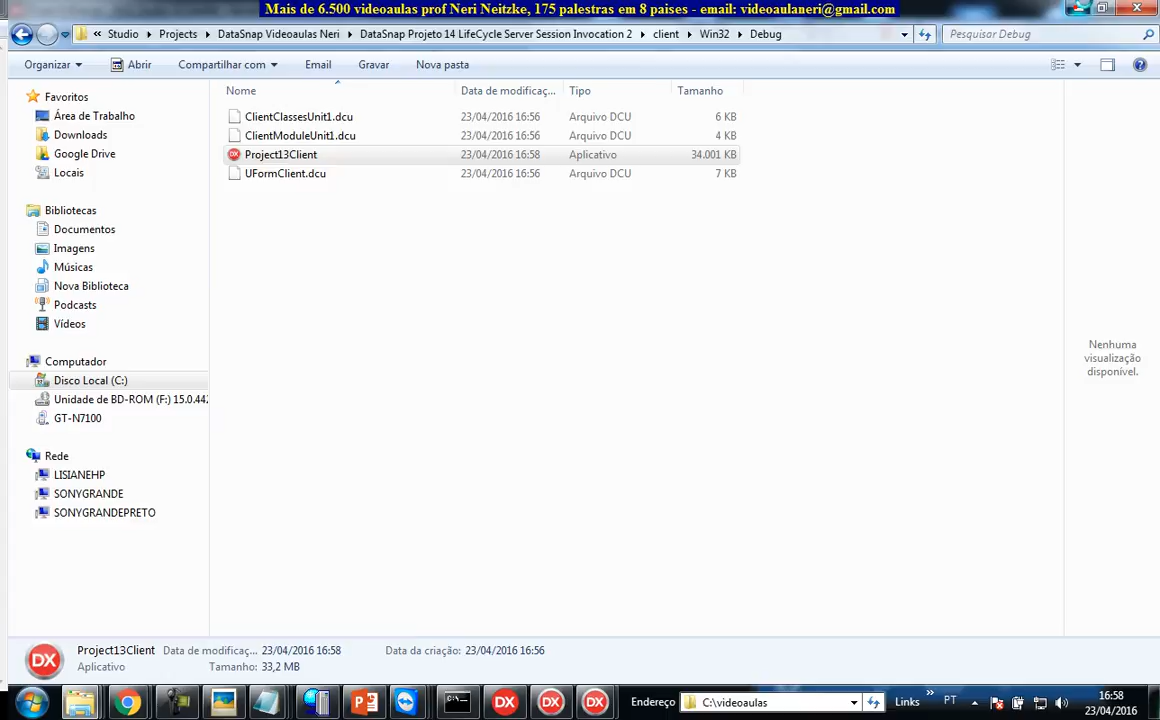 Mais de 6.500 videoaulas prof Neri Neitzke, 175 palestras em 8 paises - email: videoaulaneri@gmail.com
Studio
Projects
DataSnap Videoaulas Neri
DataSnap Projeto 14 LifeCycle Server Session Invocation 2
client
Win32
Debug
Pesquisar Debug
Organizar
Abrir
Compartilhar com
Email
Gravar
Nova pasta
Nome
Data de modificaç...
Tipo
Tamanho
ClientClassesUnit1.dcu 23/04/2016 16:56 Arquivo DCU 6 KB
ClientModuleUnit1.dcu 23/04/2016 16:56 Arquivo DCU 4 KB
Project13Client 23/04/2016 16:58 Aplicativo 34.001 KB
UFormClient.dcu 23/04/2016 16:56 Arquivo DCU 7 KB
Favoritos
Área de Trabalho
Downloads
Google Drive
Locais
Bibliotecas
Documentos
Imagens
Músicas
Nova Biblioteca
Podcasts
Vídeos
Computador
Disco Local (C:)
Unidade de BD-ROM (F:) 15.0.442
GT-N7100
Rede
LISIANEHP
SONYGRANDE
SONYGRANDEPRETO
Nenhuma
visualização
disponível.
Project13Client Data de modificaç... 23/04/2016 16:58 Data da criação: 23/04/2016 16:56
Aplicativo Tamanho: 33,2 MB
DX
DX
DX
DX
Endereço
C:\videoaulas
Links
»
PT
16:58
23/04/2016